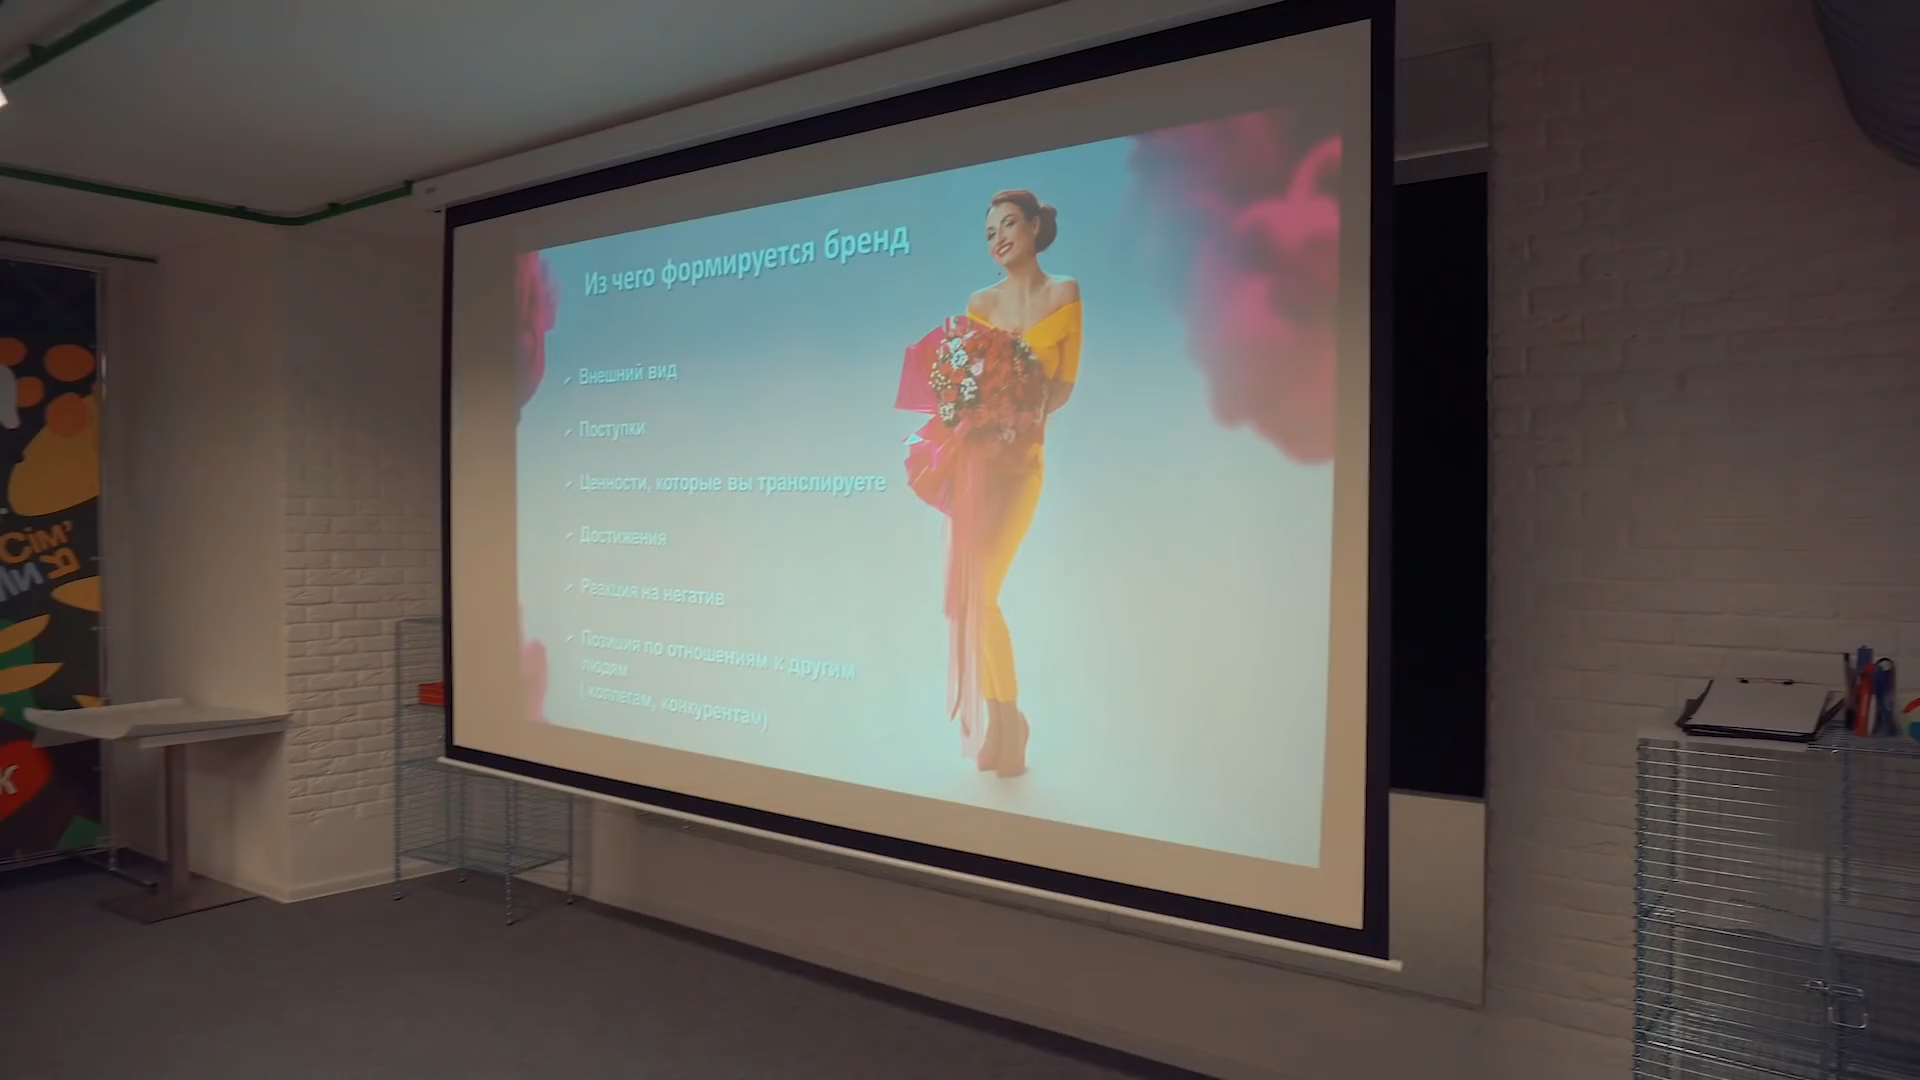 Из чего формируется бренд
Внешний вид
Поступки
Ценности, которые вы транслируете
Достижения
Реакция на негатив
Позиция по отношениям к другим
людям
( коллегам, конкурентам)
Сім'
К